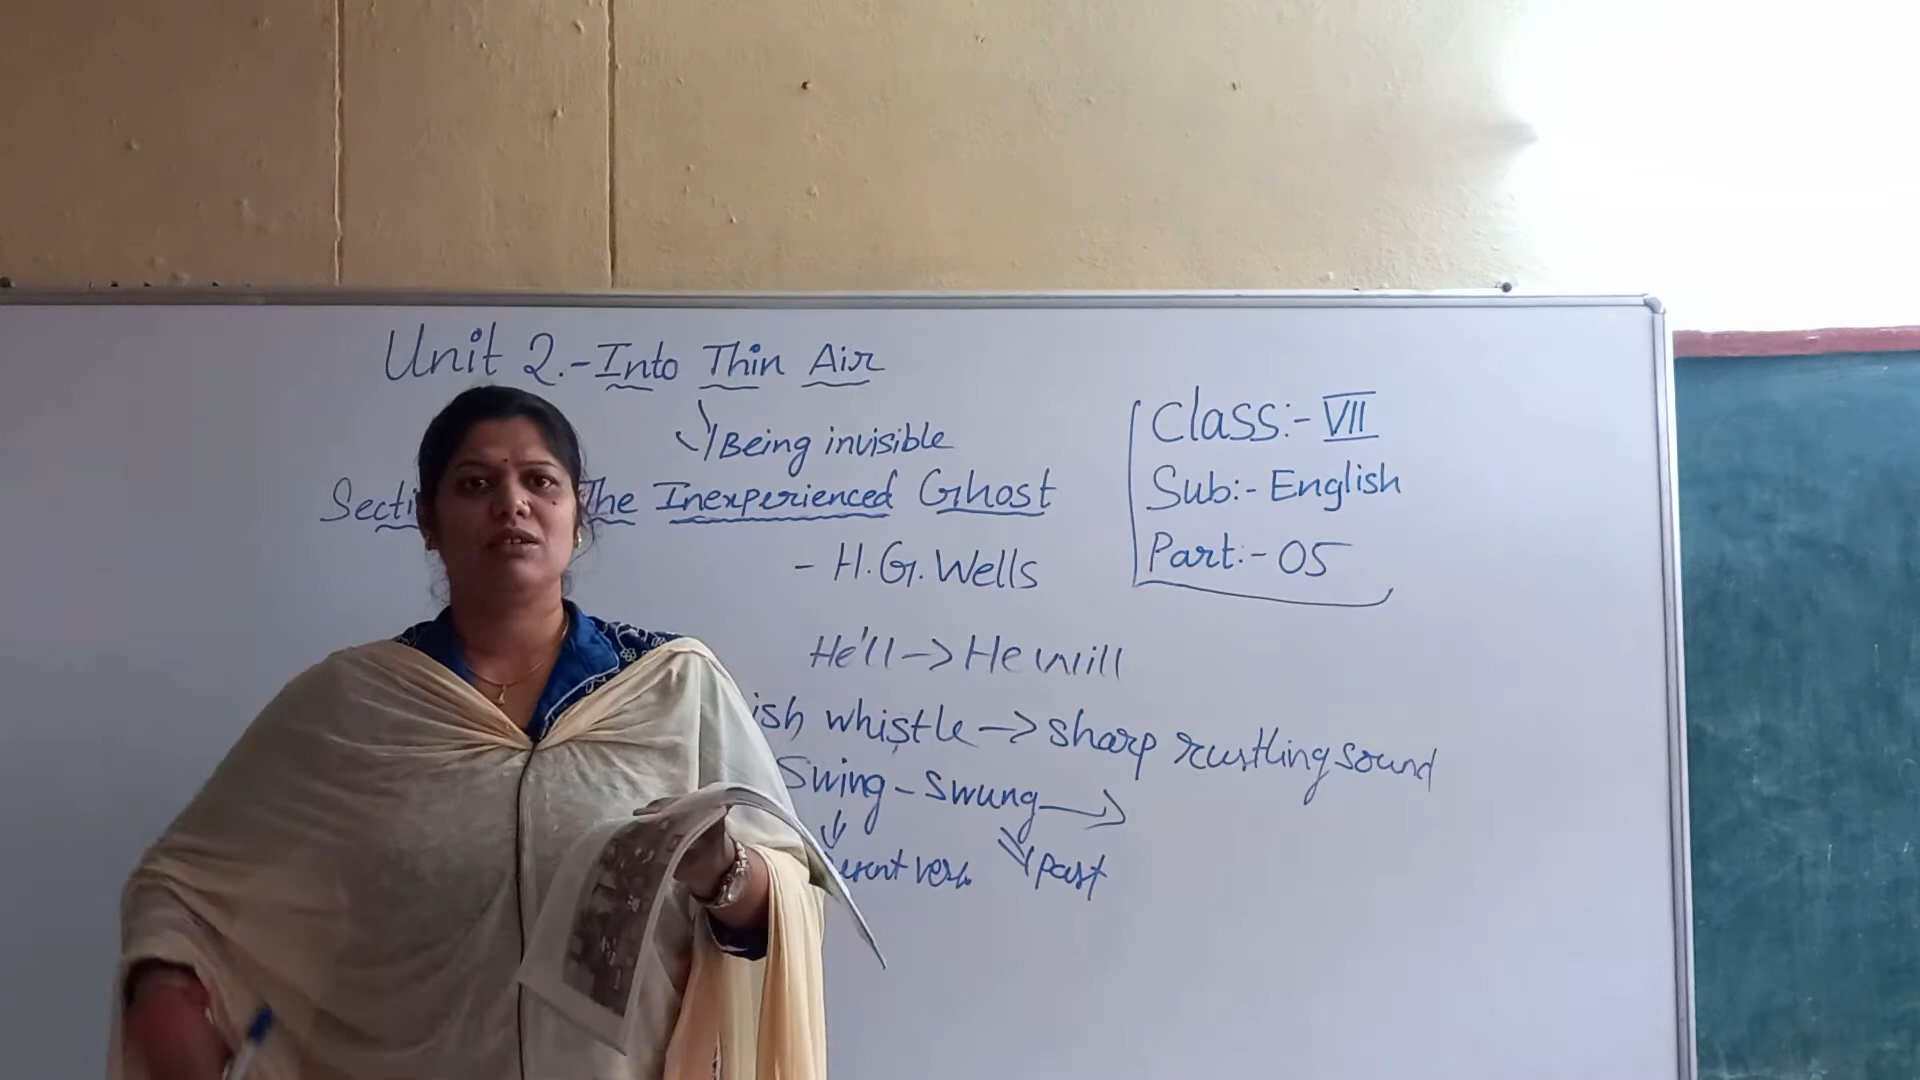 Unit 2.-Into Thin Air
Being invisible
The Inexperienced Ghost
- H.G. Wells
Class:- VII
Sub:- English
Part:- 05
He'll -> He will
whistle -> sharp rustling sound
Swing - Swung ->
past